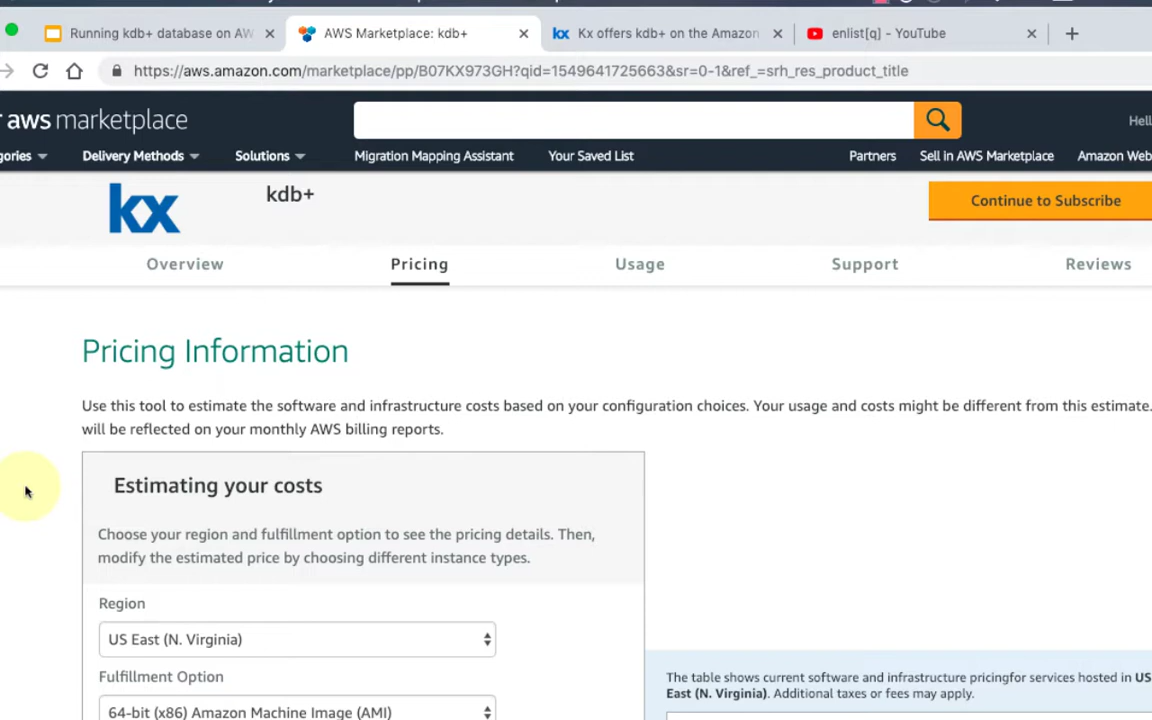 Running kdb+ database on AW
AWS Marketplace: kdb+
kx Kx offers kdb+ on the Amazon
enlist[q] - YouTube
https://aws.amazon.com/marketplace/pp/B07KX973GH?qid=1549641725663&sr=0-1&ref_=srh_res_product_title
aws marketplace
Hell
gories
Delivery Methods
Solutions
Migration Mapping Assistant
Your Saved List
Partners
Sell in AWS Marketplace
Amazon Web
kx
kdb+
Continue to Subscribe
Overview
Pricing
Usage
Support
Reviews
Pricing Information
Use this tool to estimate the software and infrastructure costs based on your configuration choices. Your usage and costs might be different from this estimate.
will be reflected on your monthly AWS billing reports.
Estimating your costs
Choose your region and fulfillment option to see the pricing details. Then,
modify the estimated price by choosing different instance types.
Region
US East (N. Virginia)
Fulfillment Option
64-bit (x86) Amazon Machine Image (AMI)
The table shows current software and infrastructure pricingfor services hosted in US
East (N. Virginia). Additional taxes or fees may apply.